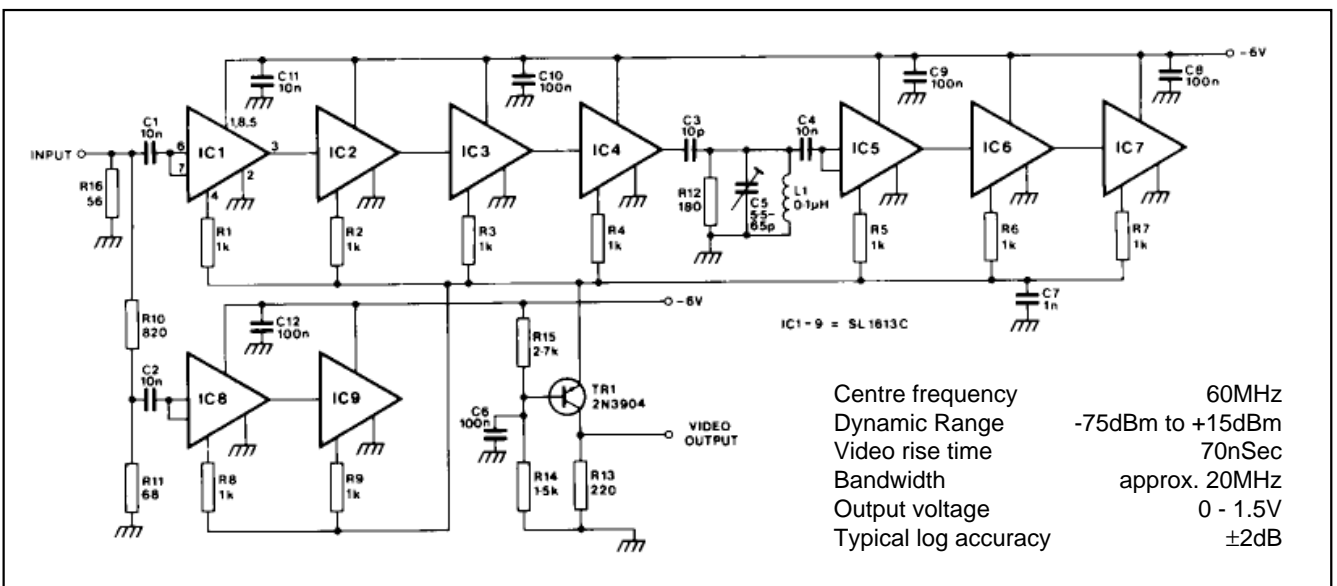 -6V
C11
10n
C10
100n
C9
100n
C8
100n
C1
10n
1,8,5
6
7
3
2
4
INPUT
IC1
IC2
IC3
IC4
C3
10p
C4
10n
IC5
IC6
IC7
R16
56
R12
180
C5
5·5-
65p
L1
0·1µH
R1
1k
R2
1k
R3
1k
R4
1k
R5
1k
R6
1k
R7
1k
C7
1n
IC1-9 = SL1613C
R10
820
C12
100n
-6V
R15
2·7k
C2
10n
IC8
IC9
TR1
2N3904
C6
100n
VIDEO
OUTPUT
R11
68
R8
1k
R9
1k
R14
1·5k
R13
220
Centre frequency 60MHz
Dynamic Range -75dBm to +15dBm
Video rise time 70nSec
Bandwidth approx. 20MHz
Output voltage 0 - 1.5V
Typical log accuracy ±2dB